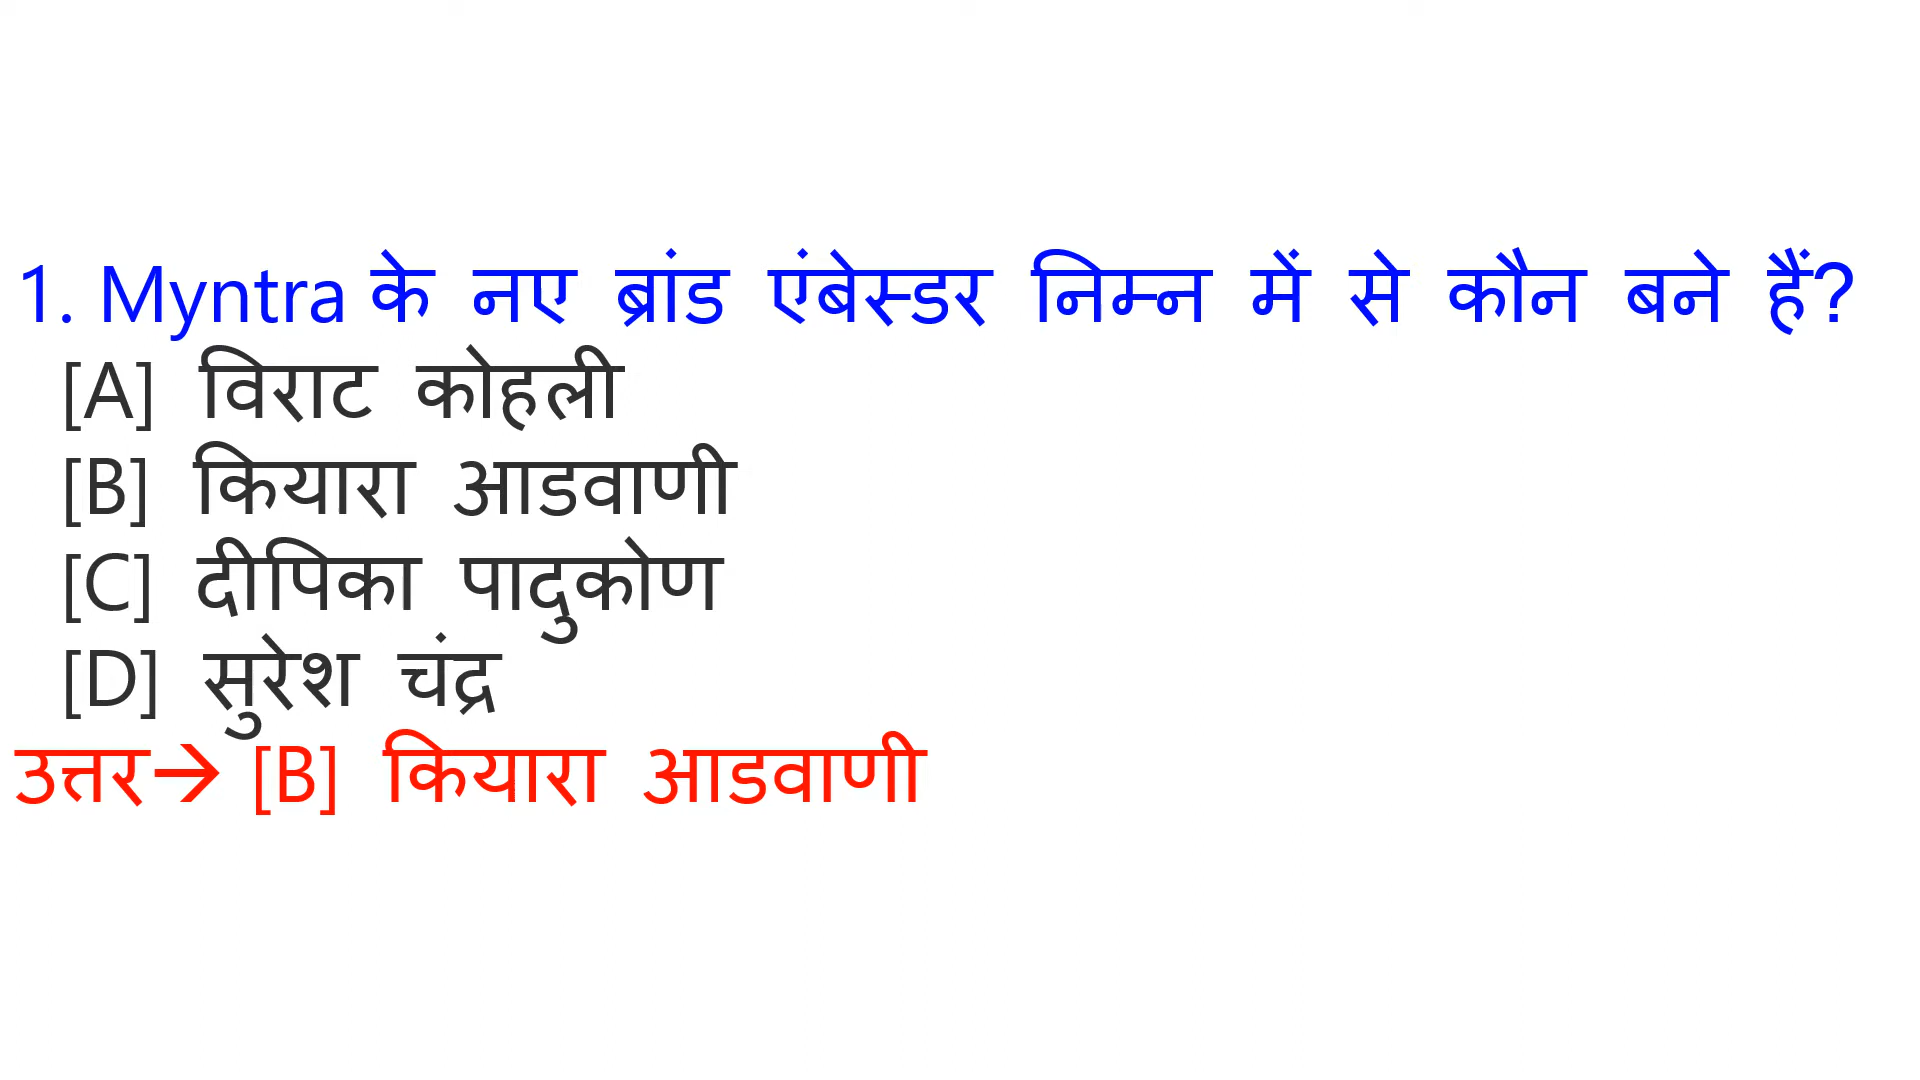 1. Myntra के नए ब्रांड एंबेस्डर निम्न में से कौन बने हैं?
[A] विराट कोहली
[B] कियारा आडवाणी
[C] दीपिका पादुकोण
[D] सुरेश चंद्र
उत्तर→ [B] कियारा आडवाणी